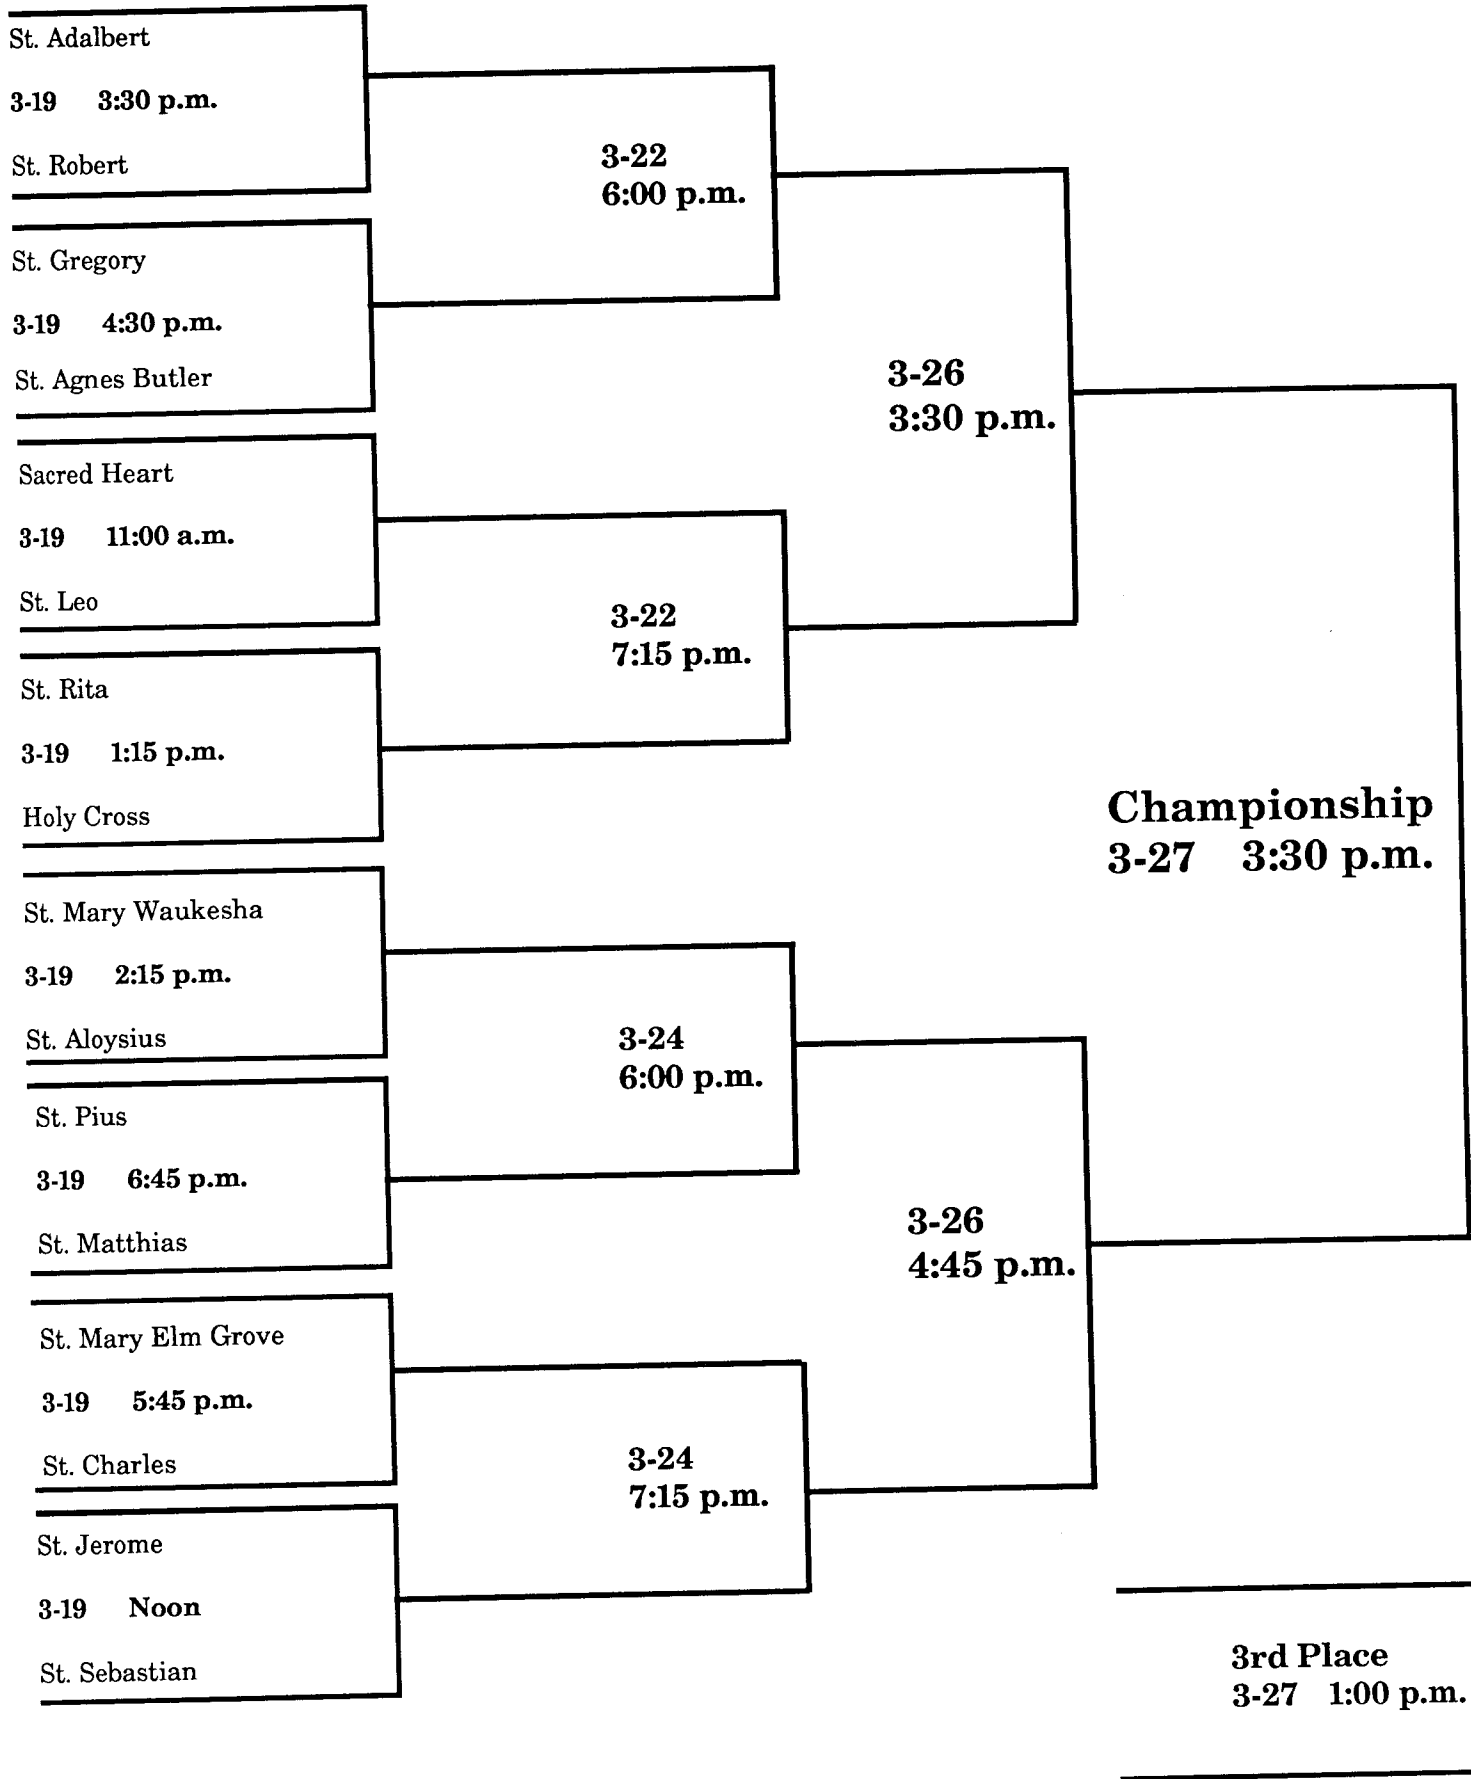 St. Adalbert
3-19 3:30 p.m.
St. Robert
St. Gregory
3-19 4:30 p.m.
St. Agnes Butler
Sacred Heart
3-19 11:00 a.m.
St. Leo
St. Rita
3-19 1:15 p.m.
Holy Cross
St. Mary Waukesha
3-19 2:15 p.m.
St. Aloysius
St. Pius
3-19 6:45 p.m.
St. Matthias
St. Mary Elm Grove
3-19 5:45 p.m.
St. Charles
St. Jerome
3-19 Noon
St. Sebastian
3-22
6:00 p.m.
3-22
7:15 p.m.
3-24
6:00 p.m.
3-24
7:15 p.m.
3-26
3:30 p.m.
3-26
4:45 p.m.
Championship
3-27 3:30 p.m.
3rd Place
3-27 1:00 p.m.